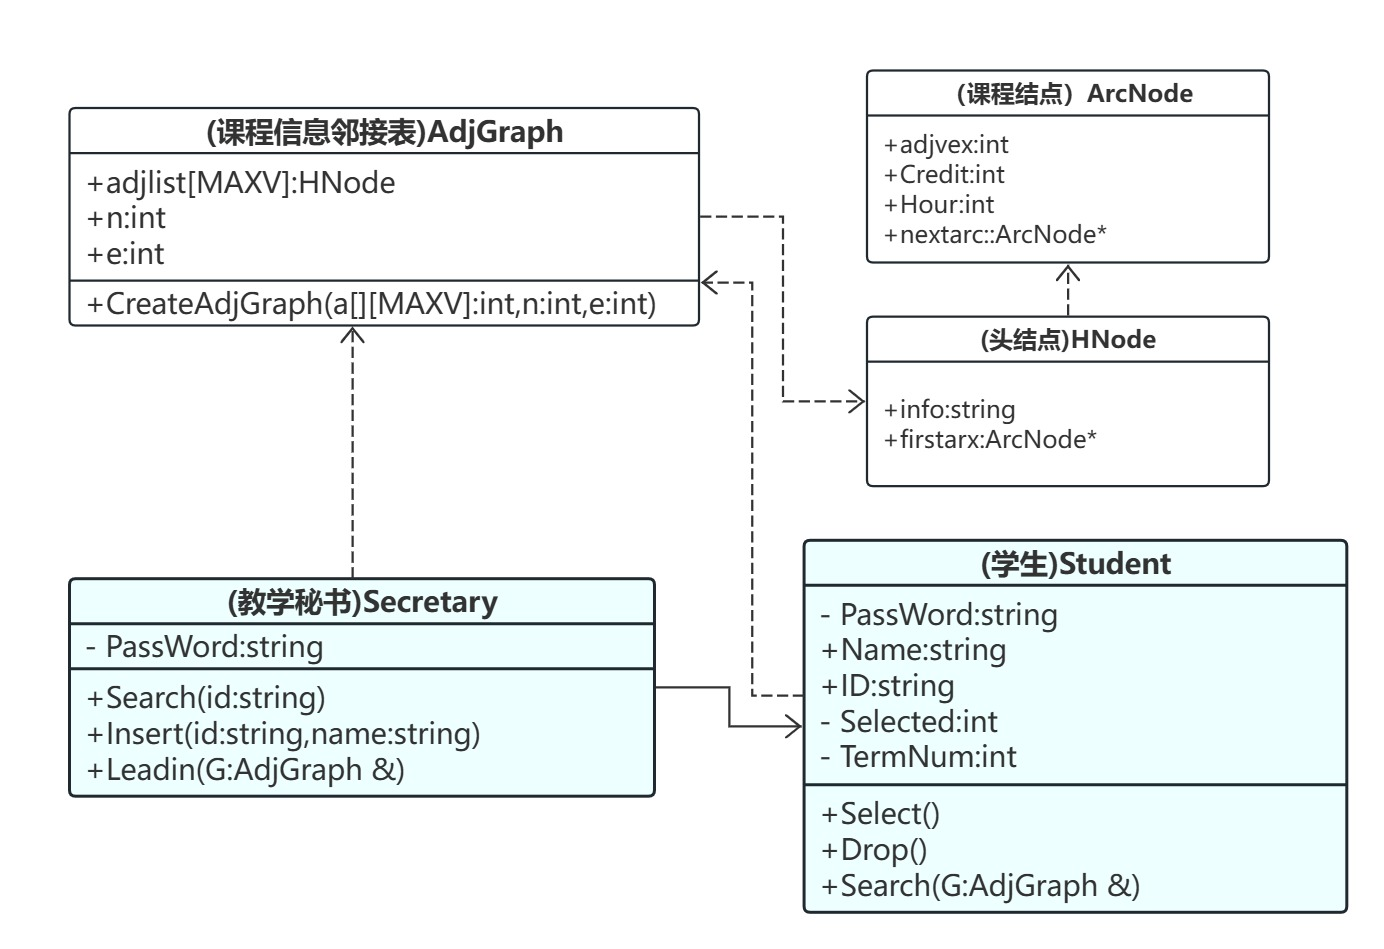 (课程信息邻接表)AdjGraph
+adjlist[MAXV]:HNode
+n:int
+e:int
+CreateAdjGraph(a[][MAXV]:int,n:int,e:int)
(课程结点）ArcNode
+adjvex:int
+Credit:int
+Hour:int
+nextarc::ArcNode*
(头结点)HNode
+info:string
+firstarx:ArcNode*
(教学秘书)Secretary
- PassWord:string
+Search(id:string)
+Insert(id:string,name:string)
+Leadin(G:AdjGraph &)
(学生)Student
- PassWord:string
+Name:string
+ID:string
- Selected:int
- TermNum:int
+Select()
+Drop()
+Search(G:AdjGraph &)